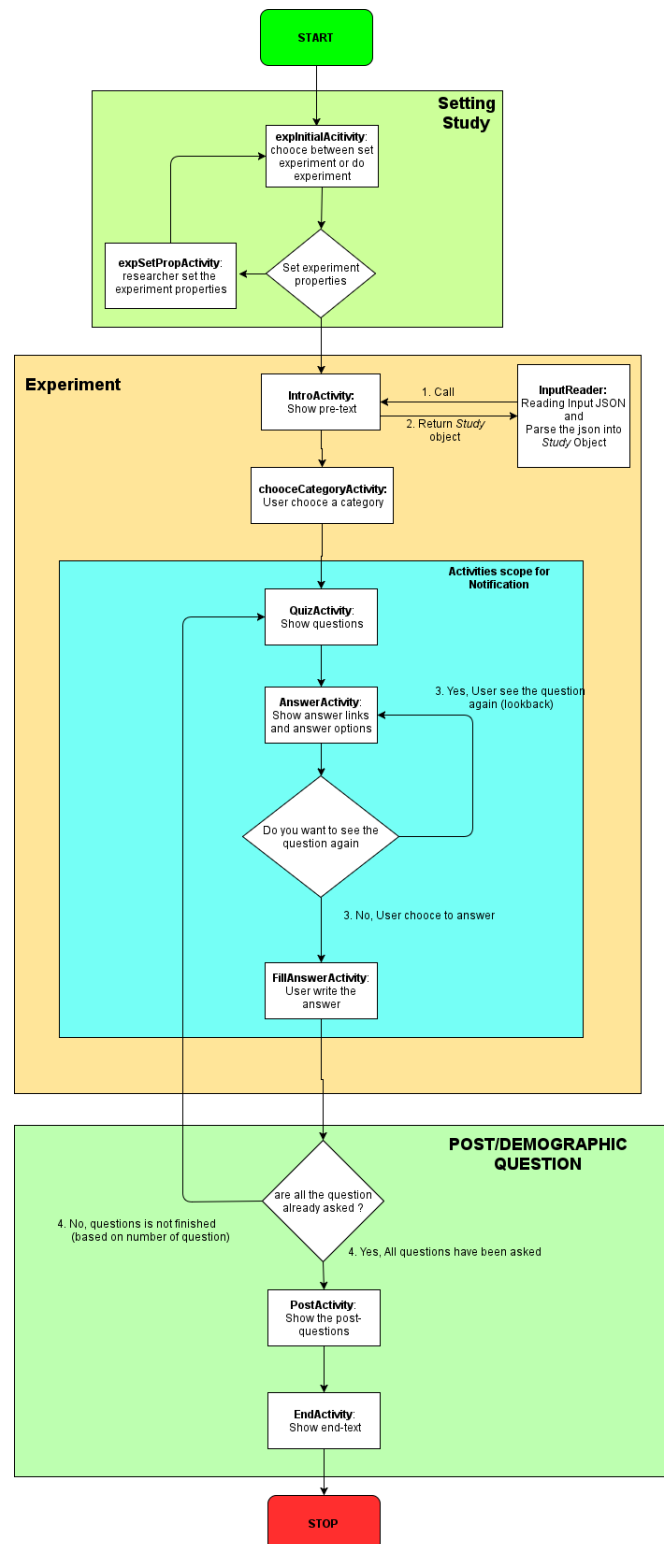 START
Setting
Study
expInitialAcitivity:
chooce between set
experiment or do
experiment
expSetPropActivity:
researcher set the
experiment properties
Set experiment
properties
Experiment
IntroActivity:
Show pre-text
1. Call
2. Return Study
object
InputReader:
Reading Input JSON
and
Parse the json into
Study Object
chooceCategoryActivity:
User chooce a category
Activities scope for
Notification
QuizActivity:
Show questions
AnswerActivity:
Show answer links
and answer options
3. Yes, User see the question
again (lookback)
Do you want to see the
question again
3. No, User chooce to answer
FillAnswerActivity:
User write the
answer
POST/DEMOGRAPHIC
QUESTION
are all the question
already asked ?
4. No, questions is not finished
(based on number of question)
4. Yes, All questions have been asked
PostActivity:
Show the post-
questions
EndActivity:
Show end-text
STOP